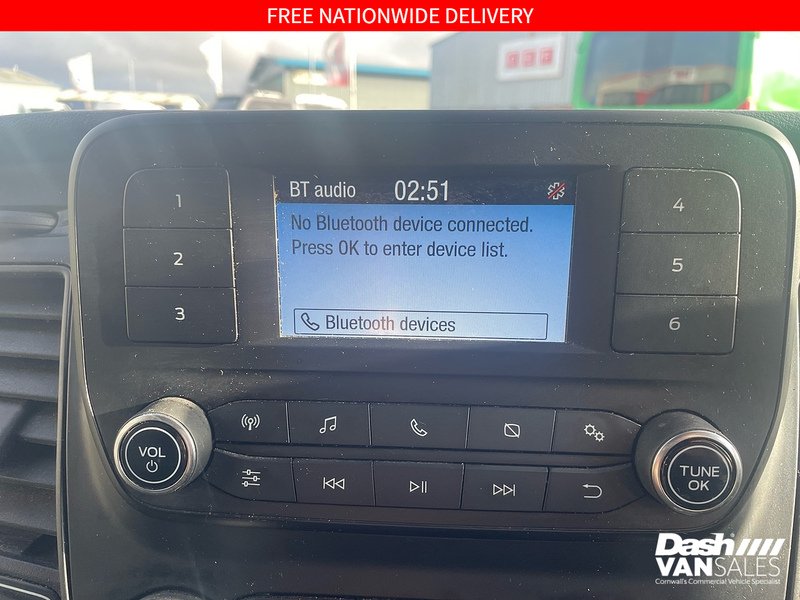 FREE NATIONWIDE DELIVERY
BT audio 02:51
No Bluetooth device connected.
Press OK to enter device list.
Bluetooth devices
1
2
3
4
5
6
VOL
TUNE
OK
Dash
VANSALES
Cornwall's Commercial Vehicle Specialist